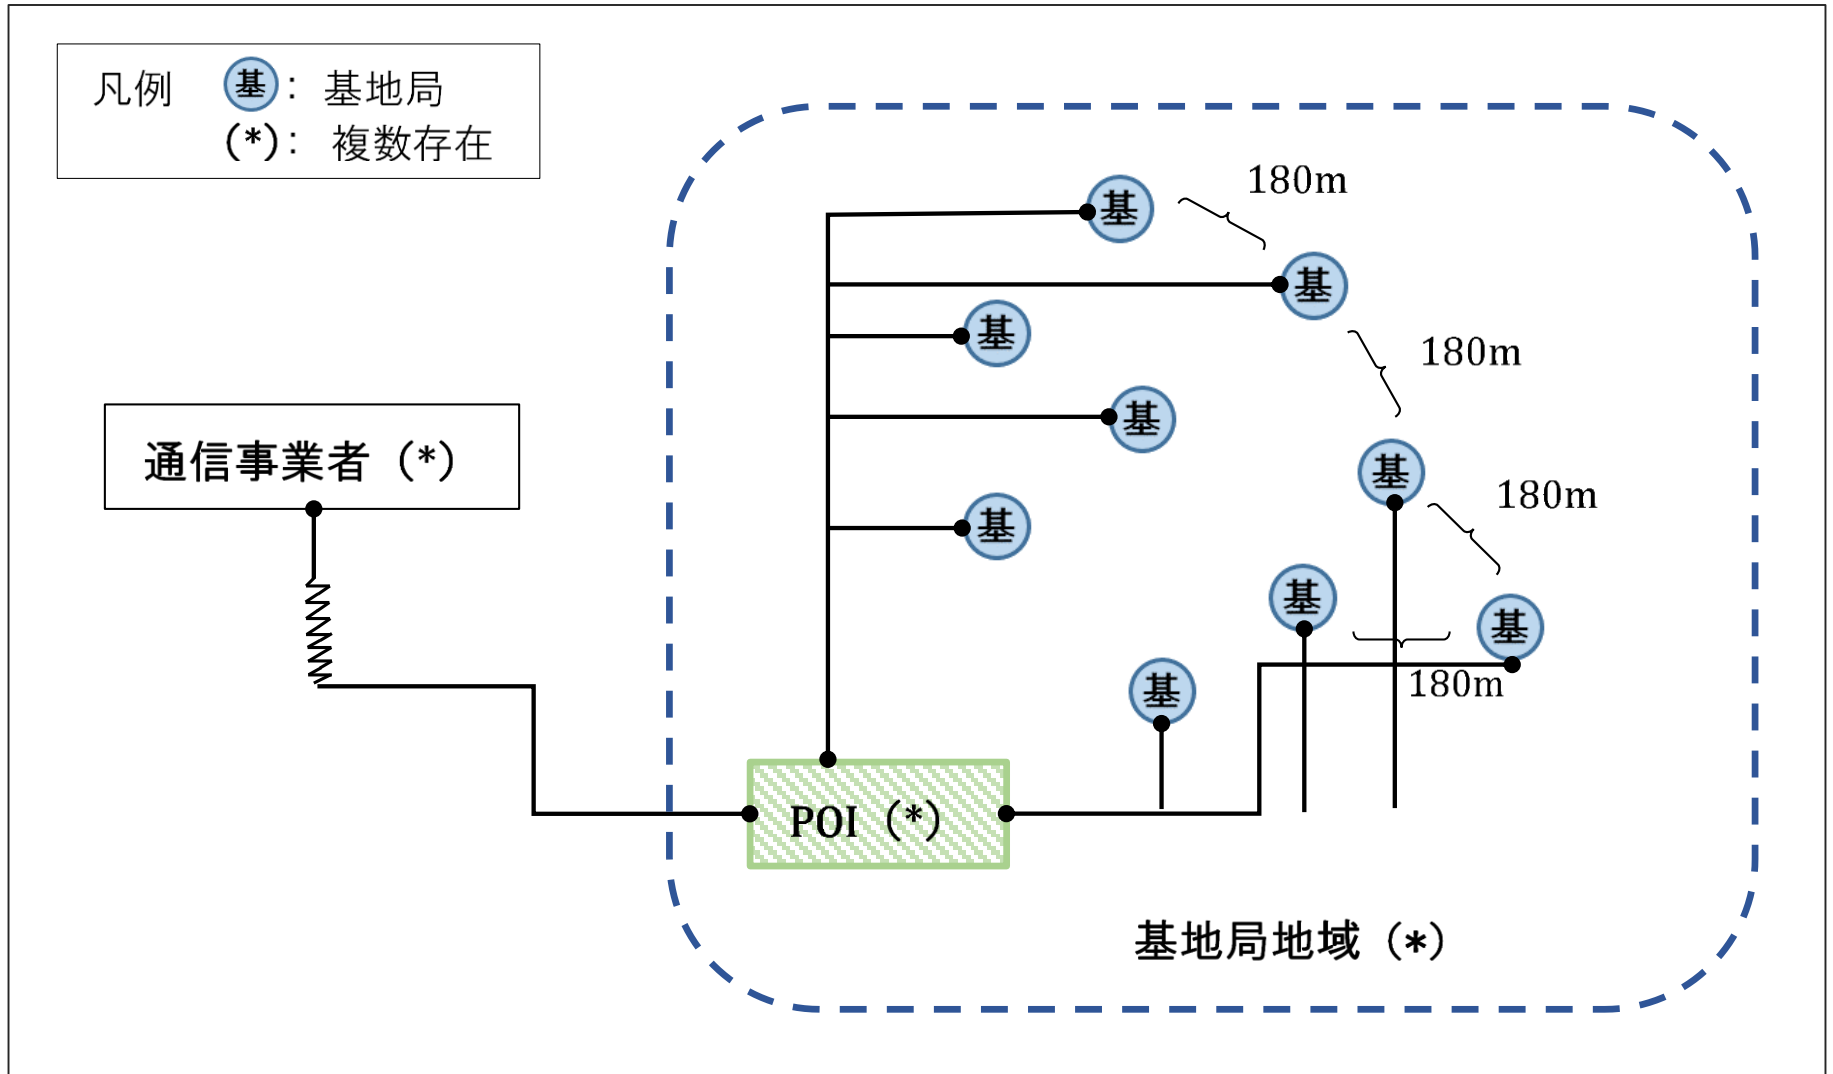 凡例 基 : 基地局
(*) : 複数存在
180m
基
基
180m
基
基
通信事業者 (*)
基
180m
基
基
基
180m
基
POI (*)
基地局地域 (*)